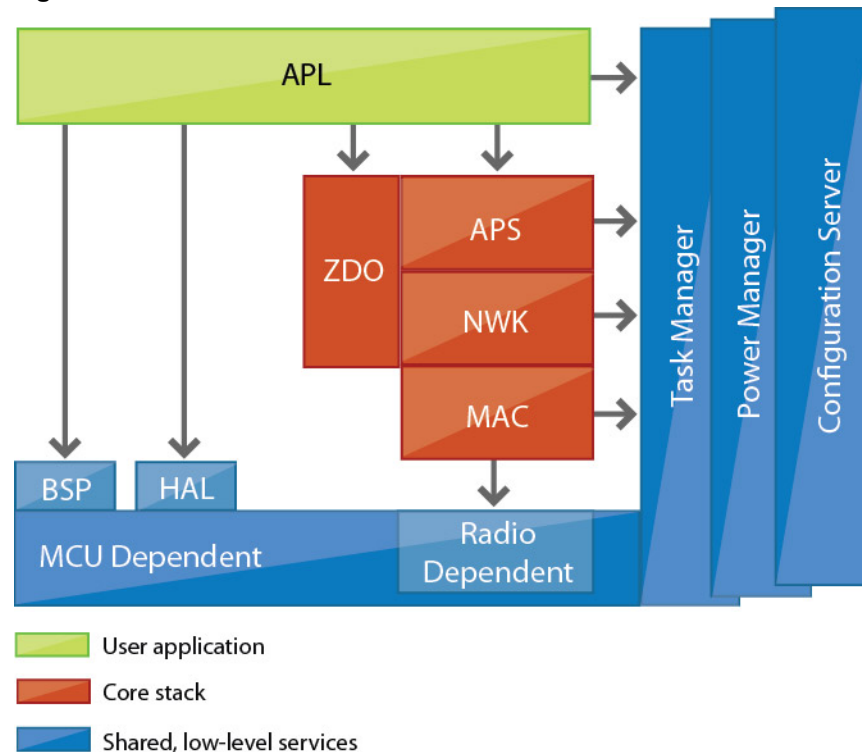 APL
ZDO
APS
NWK
MAC
BSP
HAL
MCU Dependent
Radio
Dependent
Task Manager
Power Manager
Configuration Server
User application
Core stack
Shared, low-level services